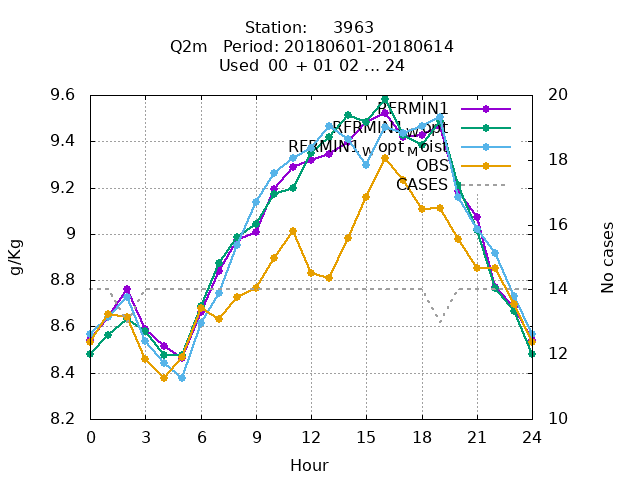 Station: 3963
Q2m Period: 20180601-20180614
Used 00 + 01 02 ... 24
9.6
9.4
9.2
9
8.8
8.6
8.4
8.2
g/Kg
20
18
16
14
12
10
No cases
RFRMIN1
RFRMIN1_Wopt
RFRMIN1_Wopt_Moist
OBS
CASES
0 3 6 9 12 15 18 21 24
Hour